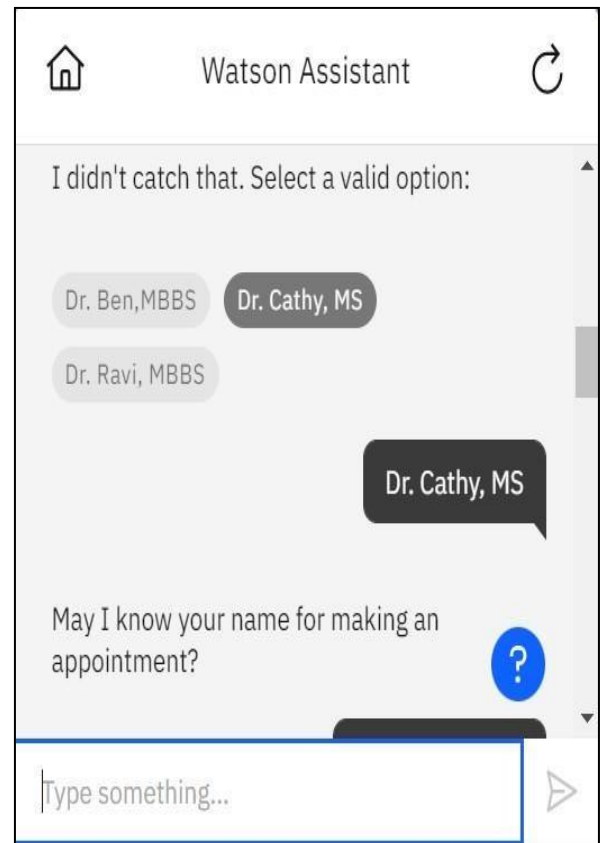 Watson Assistant
I didn't catch that. Select a valid option:
Dr. Ben,MBBS Dr. Cathy, MS
Dr. Ravi, MBBS
Dr. Cathy, MS
May I know your name for making an
appointment?
?
Type something...